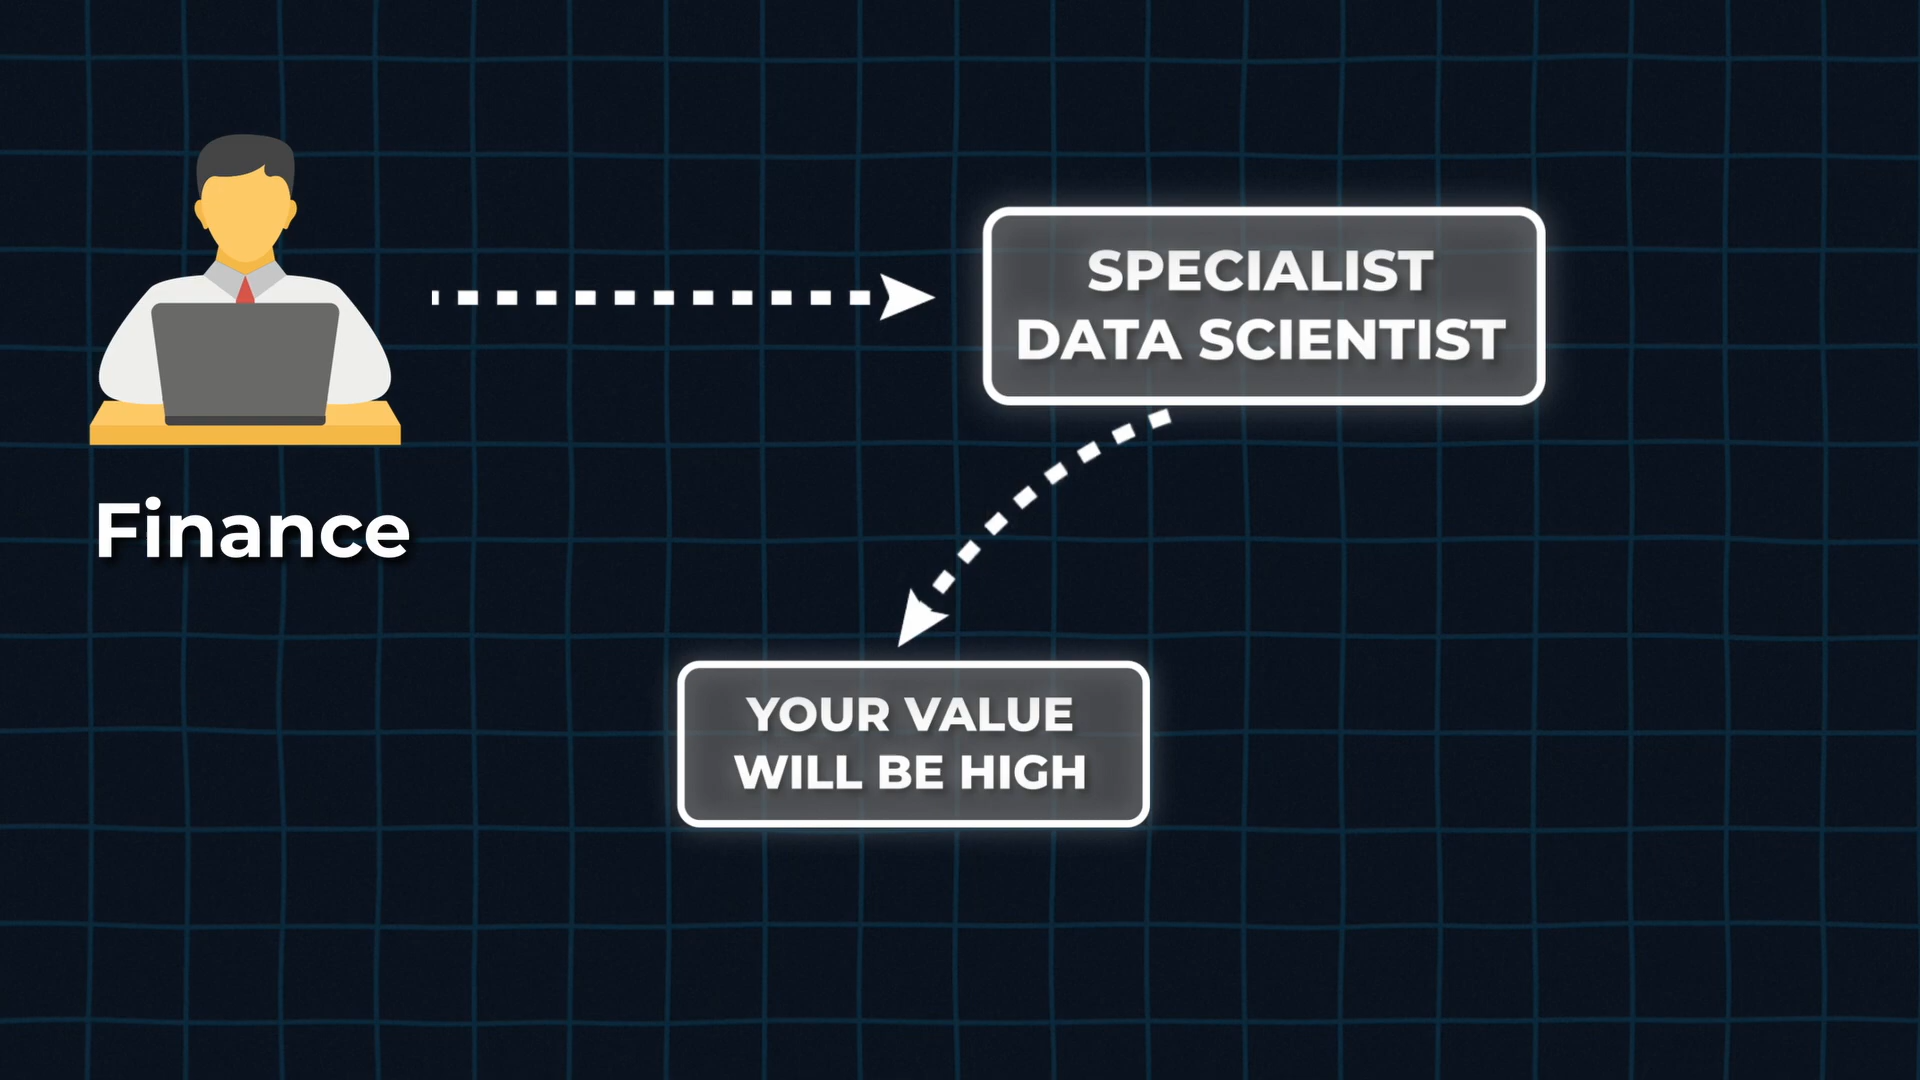 Finance
SPECIALIST
DATA SCIENTIST
YOUR VALUE
WILL BE HIGH